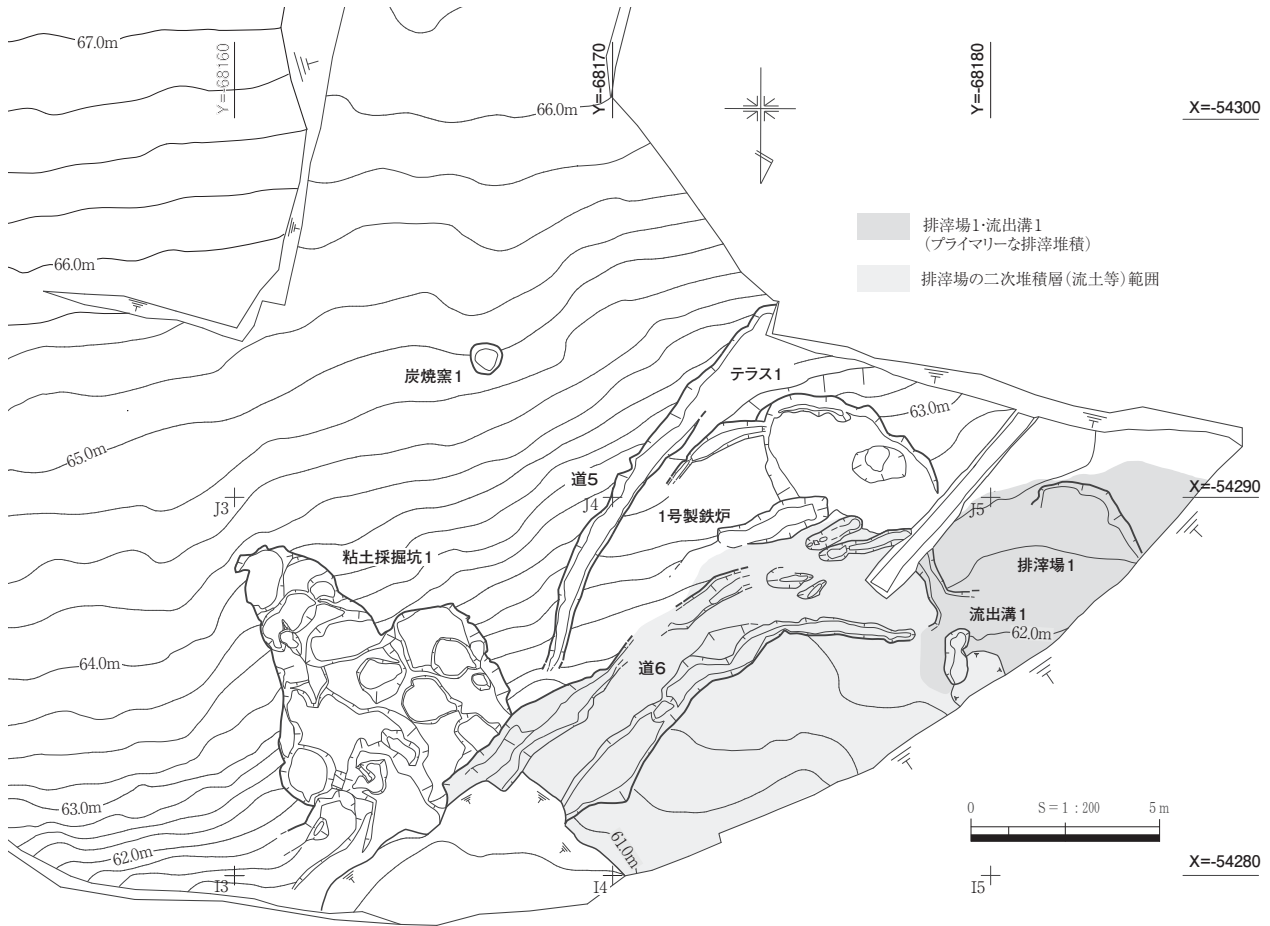 67.0m
Y=-68160
Y=-68170
Y=-68180
66.0m
X=-54300
排滓場1・流出溝1
(プライマリーな排滓堆積)
排滓場の二次堆積層(流土等)範囲
66.0m
炭焼窯1
テラス1
63.0m
65.0m
道5
J3
J4
J5
X=-54290
1号製鉄炉
粘土採掘坑1
排滓場1
流出溝1
62.0m
64.0m
道6
63.0m
0 S=1:200 5m
62.0m
61.0m
X=-54280
I3
I4
I5